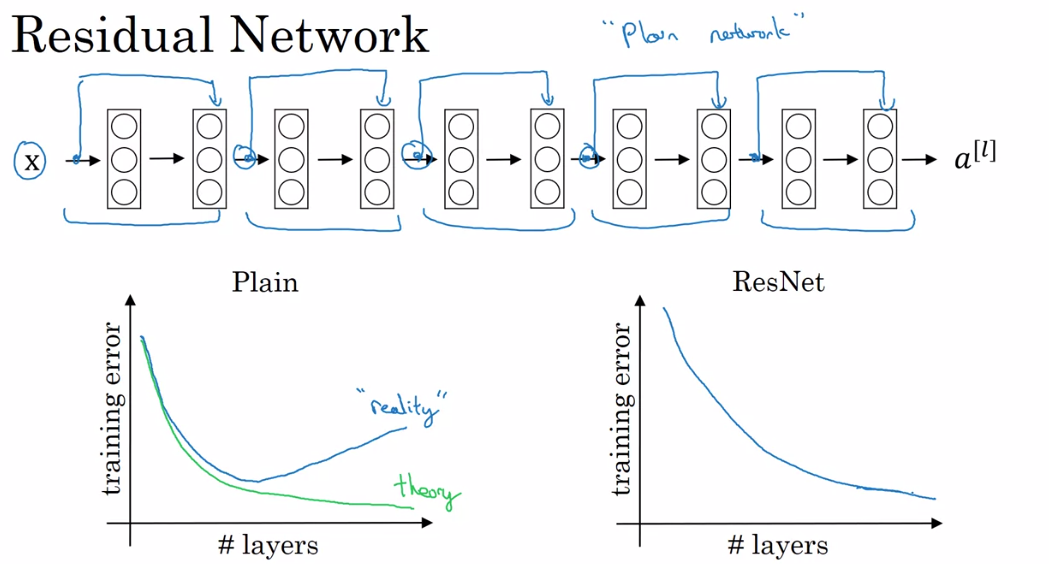 Residual Network
"Plain network"
x
a[l]
Plain
training error
"reality"
theory
# layers
ResNet
training error
# layers